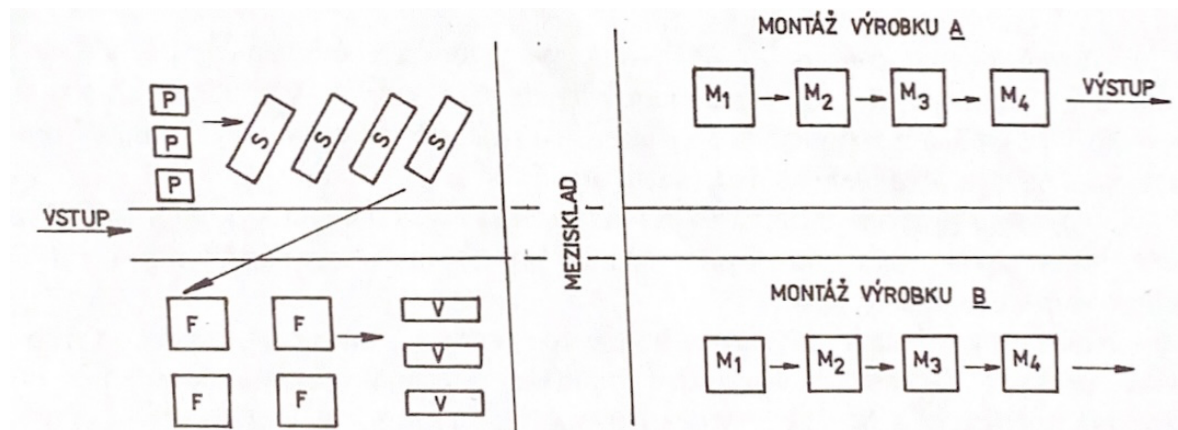 MONTÁŽ VÝROBKU A
P
P
P
S S S S
M1 M2 M3 M4 VÝSTUP
VSTUP
MEZISKLAD
F F
F F
V
V
V
MONTÁŽ VÝROBKU B
M1 M2 M3 M4